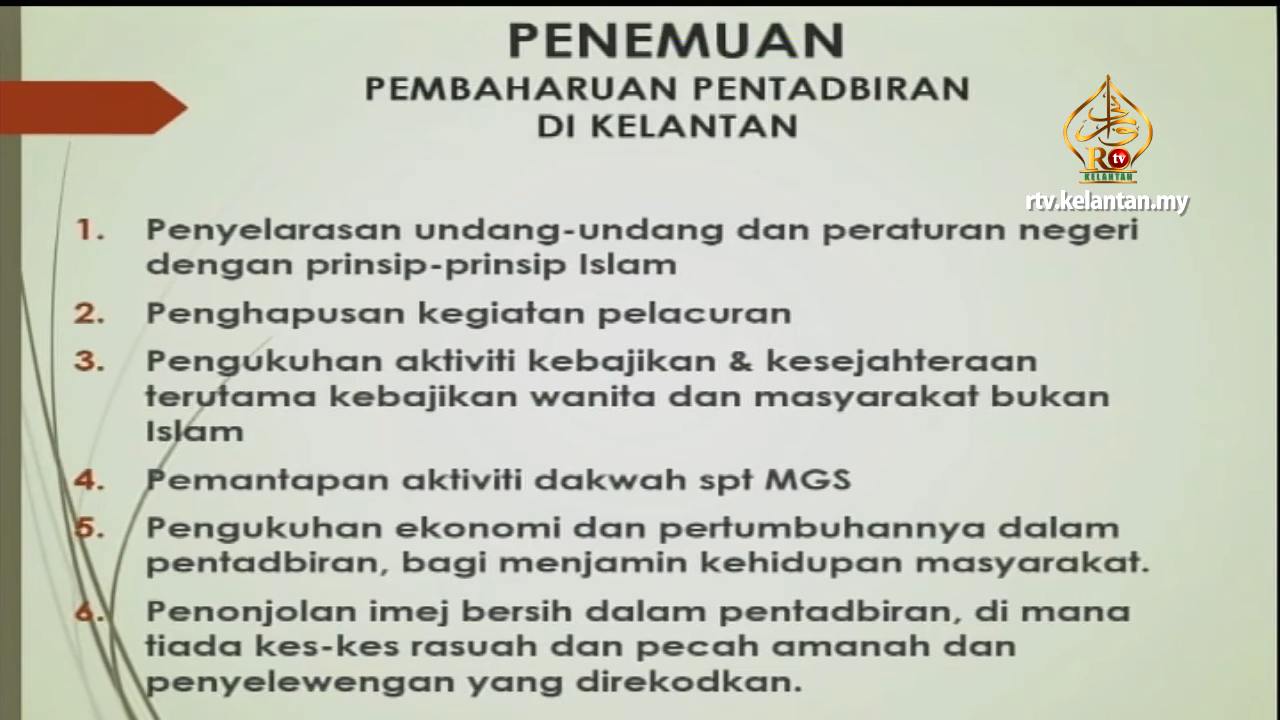 PENEMUAN
PEMBAHARUAN PENTADBIRAN
DI KELANTAN
R tv
KELANTAN
rtv.kelantan.my
1. Penyelarasan undang-undang dan peraturan negeri
dengan prinsip-prinsip Islam
2. Penghapusan kegiatan pelacuran
3. Pengukuhan aktiviti kebajikan & kesejahteraan
terutama kebajikan wanita dan masyarakat bukan
Islam
4. Pemantapan aktiviti dakwah spt MGS
5. Pengukuhan ekonomi dan pertumbuhannya dalam
pentadbiran, bagi menjamin kehidupan masyarakat.
6. Penonjolan imej bersih dalam pentadbiran, di mana
tiada kes-kes rasuah dan pecah amanah dan
penyelewengan yang direkodkan.